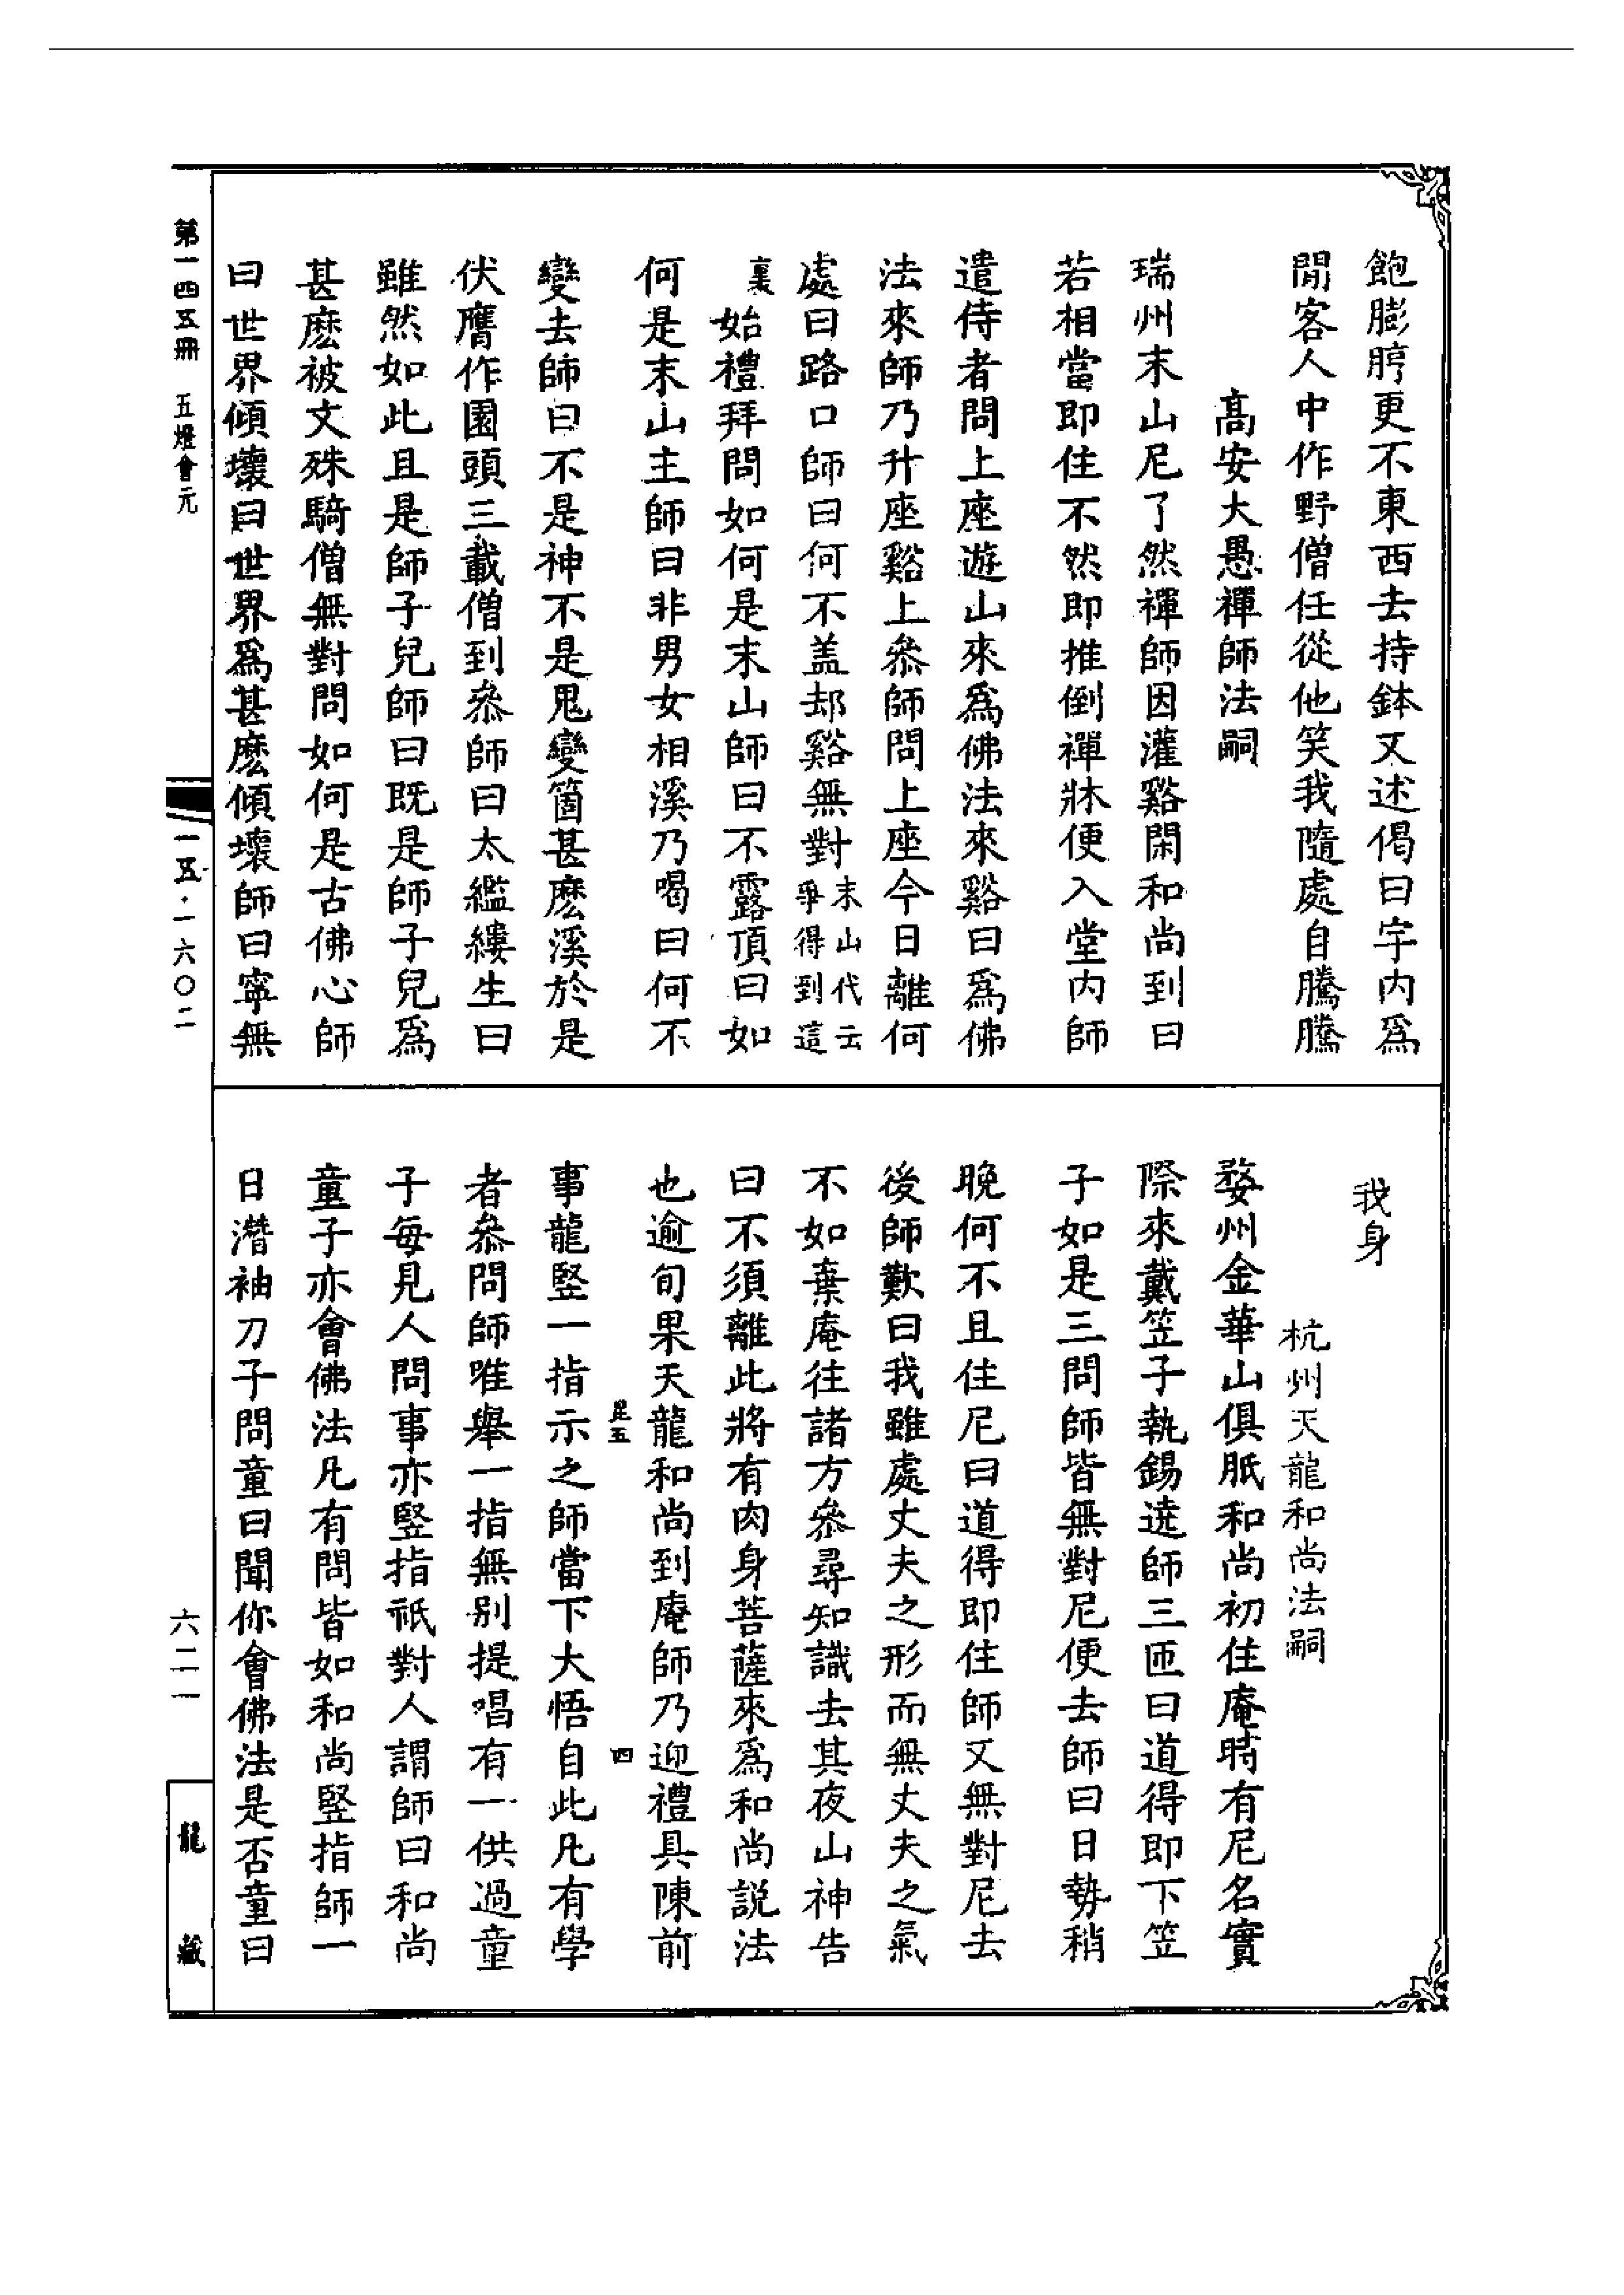 飽膨脝更不東西去持鉢又述偈曰宇内爲
閒客人中作野僧任從他笑我隨處自騰騰
高安大愚禪師法嗣
瑞州末山尼了然禪師因灌谿閑和尚到曰
若相當即住不然即推倒禪牀便入堂内師
遣侍者問上座遊山來爲佛法來谿曰爲佛
法來師乃升座谿上叅師問上座今日離何
處曰路口師曰何不盖却谿無對末山代云爭得到這
裏始禮拜問如何是末山師曰不露頂曰如
何是末山主師曰非男女相溪乃喝曰何不
變去師曰不是神不是鬼變箇甚麽溪於是
伏膺作園頭三載僧到叅師曰太繿縷生曰
雖然如此且是師子兒師曰既是師子兒爲
甚麽被文殊騎僧無對問如何是古佛心師
曰世界傾壞曰世界爲甚麽傾壞師曰寧無
我身
杭州天龍和尚法嗣
婺州金華山俱胝和尚初住庵時有尼名實
際來戴笠子執錫遶師三匝曰道得即下笠
子如是三問師皆無對尼便去師曰日勢稍
晚何不且住尼曰道得即住師又無對尼去
後師歎曰我雖處丈夫之形而無丈夫之氣
不如棄庵往諸方叅尋知識去其夜山神告
曰不須離此將有肉身菩薩來爲和尚説法
也逾旬果天龍和尚到庵師乃迎禮具陳前
昆五 四
事龍竪一指示之師當下大悟自此凡有學
者叅問師唯舉一指無别提唱有一供過童
子每見人問事亦竪指祇對人謂師曰和尚
童子亦會佛法凡有問皆如和尚竪指師一
日潛袖刀子問童曰聞你會佛法是否童曰
第一四五冊 五燈會元
一五·一六〇二
六二一
龍藏